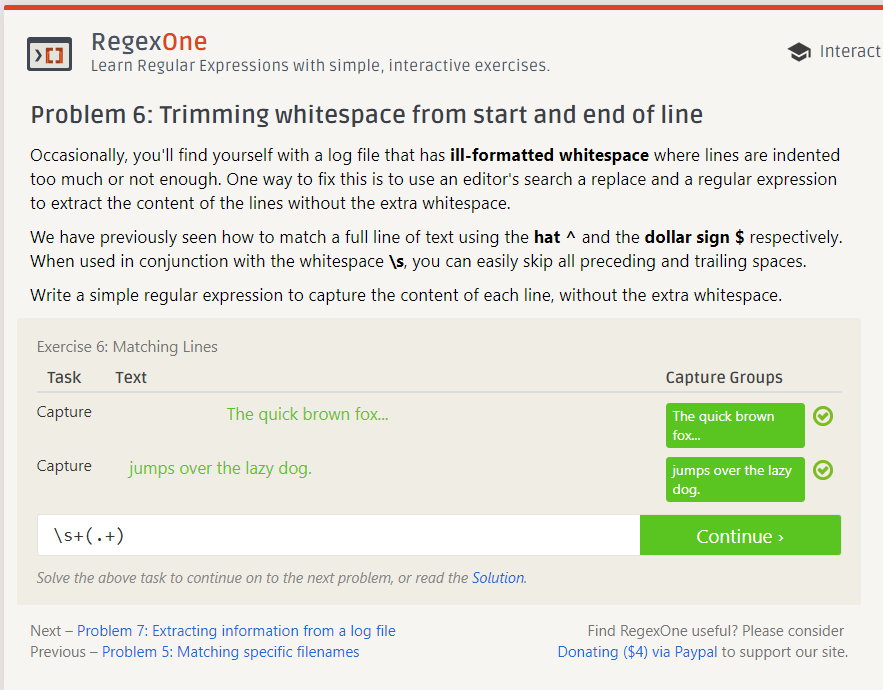 RegexOne
Learn Regular Expressions with simple, interactive exercises.
Interact
Problem 6: Trimming whitespace from start and end of line
Occasionally, you'll find yourself with a log file that has ill-formatted whitespace where lines are indented
too much or not enough. One way to fix this is to use an editor's search a replace and a regular expression
to extract the content of the lines without the extra whitespace.
We have previously seen how to match a full line of text using the hat ^ and the dollar sign $ respectively.
When used in conjunction with the whitespace \s, you can easily skip all preceding and trailing spaces.
Write a simple regular expression to capture the content of each line, without the extra whitespace.
Exercise 6: Matching Lines
Task Text Capture Groups
Capture The quick brown fox... The quick brown
fox...
Capture jumps over the lazy dog. jumps over the lazy
dog.
\s+(.+) Continue ›
Solve the above task to continue on to the next problem, or read the Solution.
Next – Problem 7: Extracting information from a log file
Previous – Problem 5: Matching specific filenames
Find RegexOne useful? Please consider
Donating ($4) via Paypal to support our site.